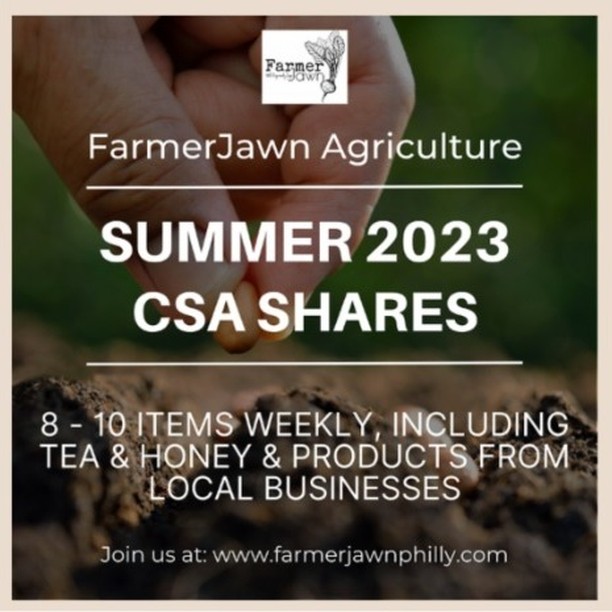 Farmer
Jawn
FarmerJawn Agriculture
SUMMER 2023
CSA SHARES
8 - 10 ITEMS WEEKLY, INCLUDING
TEA & HONEY & PRODUCTS FROM
LOCAL BUSINESSES
Join us at: www.farmerjawnphilly.com